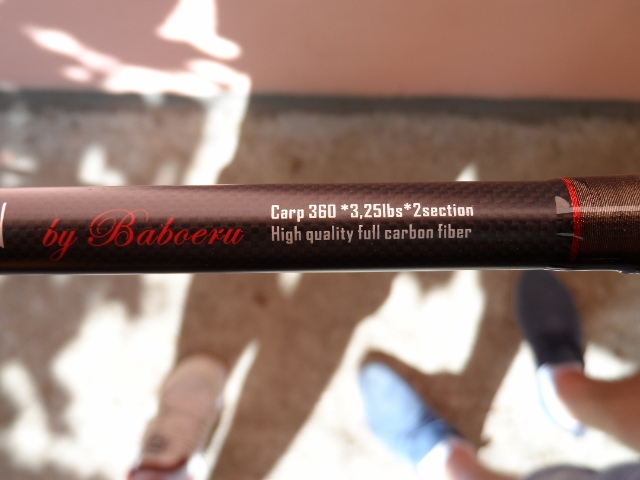 by Baboeru
Carp 360 *3,25lbs*2section
High quality full carbon fiber